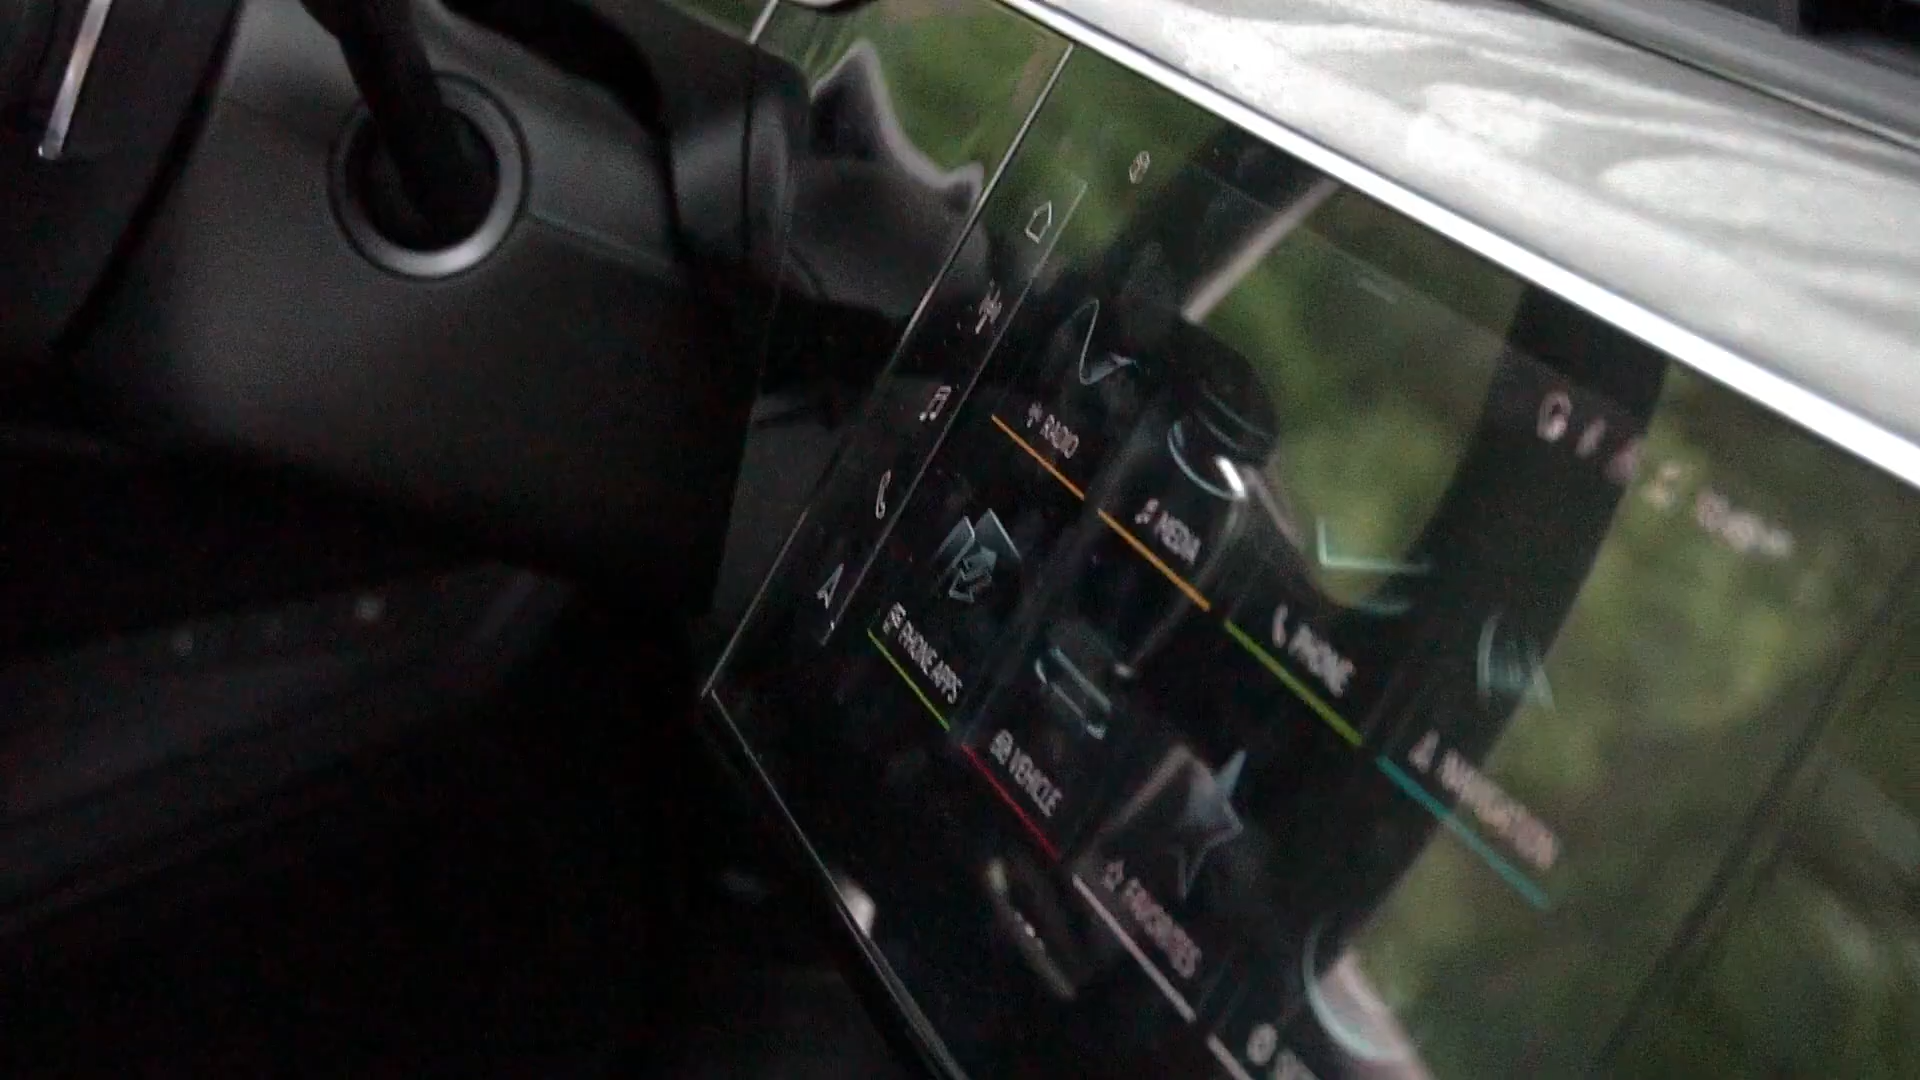 RADIO
MEDIA
PHONE
NAVIGATION
PHONE APPS
VEHICLE
FAVORITES